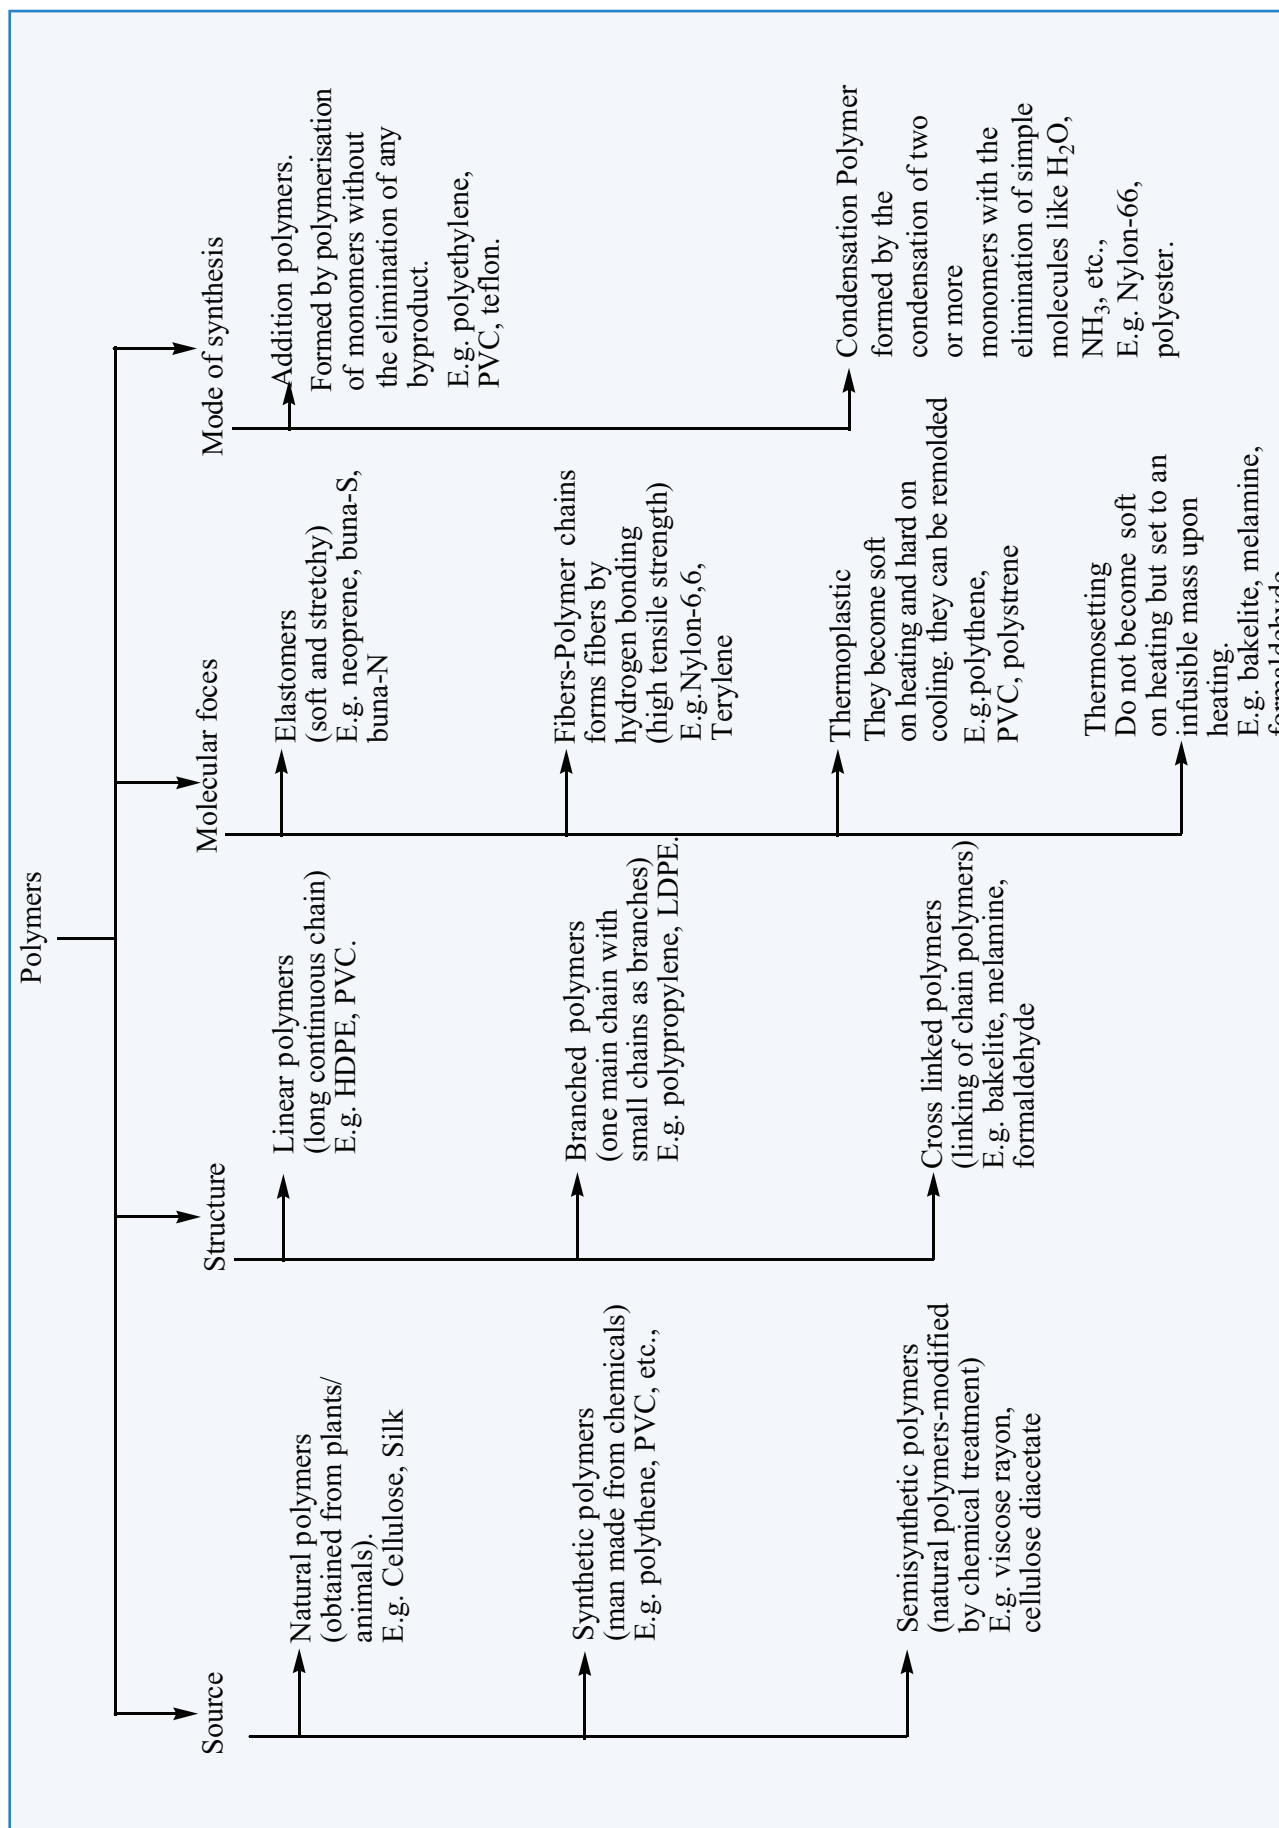 Polymers
Source
Natural polymers
(obtained from plants/
animals).
E.g. Cellulose, Silk
Synthetic polymers
(man made from chemicals)
E.g. polythene, PVC, etc.,
Semisynthetic polymers
(natural polymers-modified
by chemical treatment)
E.g. viscose rayon,
cellulose diacetate
Structure
Linear polymers
(long continuous chain)
E.g. HDPE, PVC.
Branched polymers
(one main chain with
small chains as branches)
E.g. polypropylene, LDPE.
Cross linked polymers
(linking of chain polymers)
E.g. bakelite, melamine,
formaldehyde
Molecular foces
Elastomers
(soft and stretchy)
E.g. neoprene, buna-S,
buna-N
Fibers-Polymer chains
forms fibers by
hydrogen bonding
(high tensile strength)
E.g.Nylon-6,6,
Terylene
Thermoplastic
They become soft
on heating and hard on
cooling. they can be remolded
E.g.polythene,
PVC, polystrene
Thermosetting
Do not become soft
on heating but set to an
infusible mass upon
heating.
E.g. bakelite, melamine,
formaldehyde
Mode of synthesis
Addition polymers.
Formed by polymerisation
of monomers without
the elimination of any
byproduct.
E.g. polyethylene,
PVC, teflon.
Condensation Polymer
formed by the
condensation of two
or more
monomers with the
elimination of simple
molecules like H₂O,
NH₃, etc.,
E.g. Nylon-66,
polyester.